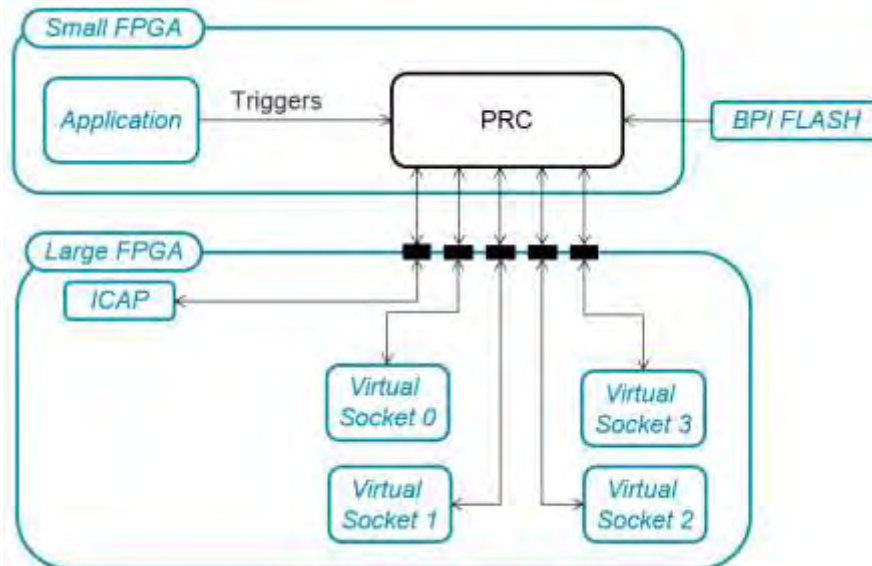 Small FPGA
Application
Triggers
PRC
BPI FLASH
Large FPGA
ICAP
Virtual
Socket 0
Virtual
Socket 3
Virtual
Socket 1
Virtual
Socket 2